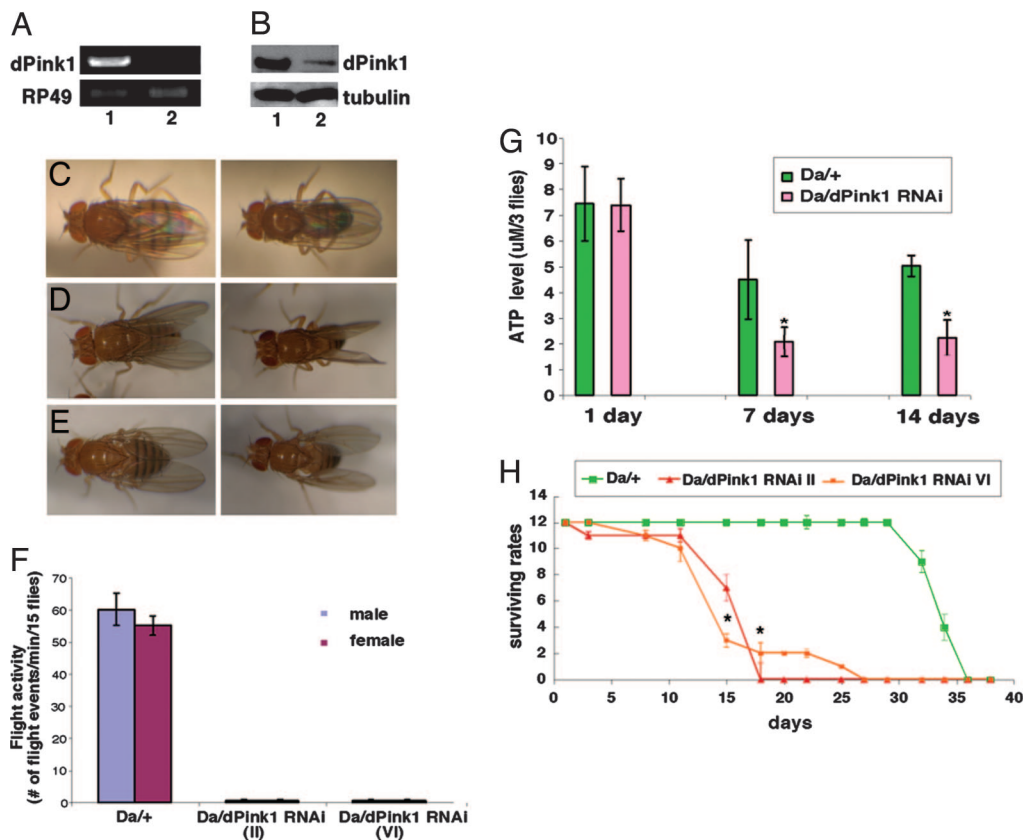 A
dPink1
RP49
1 2
B
dPink1
tubulin
1 2
C
D
E
F
Flight activity
(# of flight events/min/15 flies)
70
60
50
40
30
20
10
0
male
female
Da/+
Da/dPink1 RNAi
(II)
Da/dPink1 RNAi
(VI)
G
ATP level (uM/3 flies)
10
9
8
7
6
5
4
3
2
1
0
Da/+
Da/dPink1 RNAi
*
*
1 day 7 days 14 days
H
Da/+ Da/dPink1 RNAi II Da/dPink1 RNAi VI
surviving rates
14
12
10
8
6
4
2
0
*
*
0 5 10 15 20 25 30 35 40
days